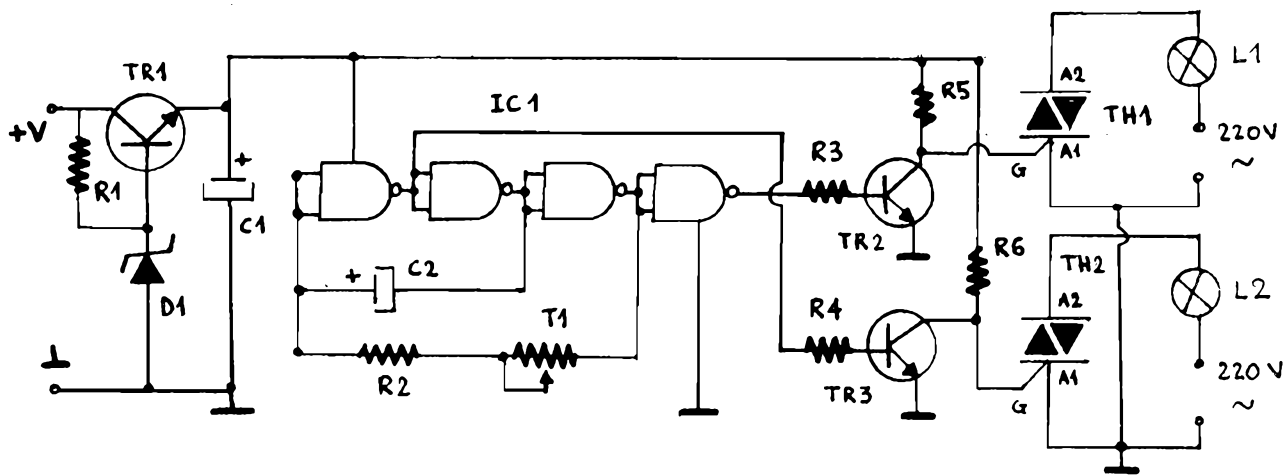 TR1
+V
R1
+
C1
D1
IC1
+
C2
R2
T1
R3
TR2
R4
TR3
R5
R6
A2
TH1
A1
G
L1
220V
~
TH2
A2
A1
G
L2
220V
~